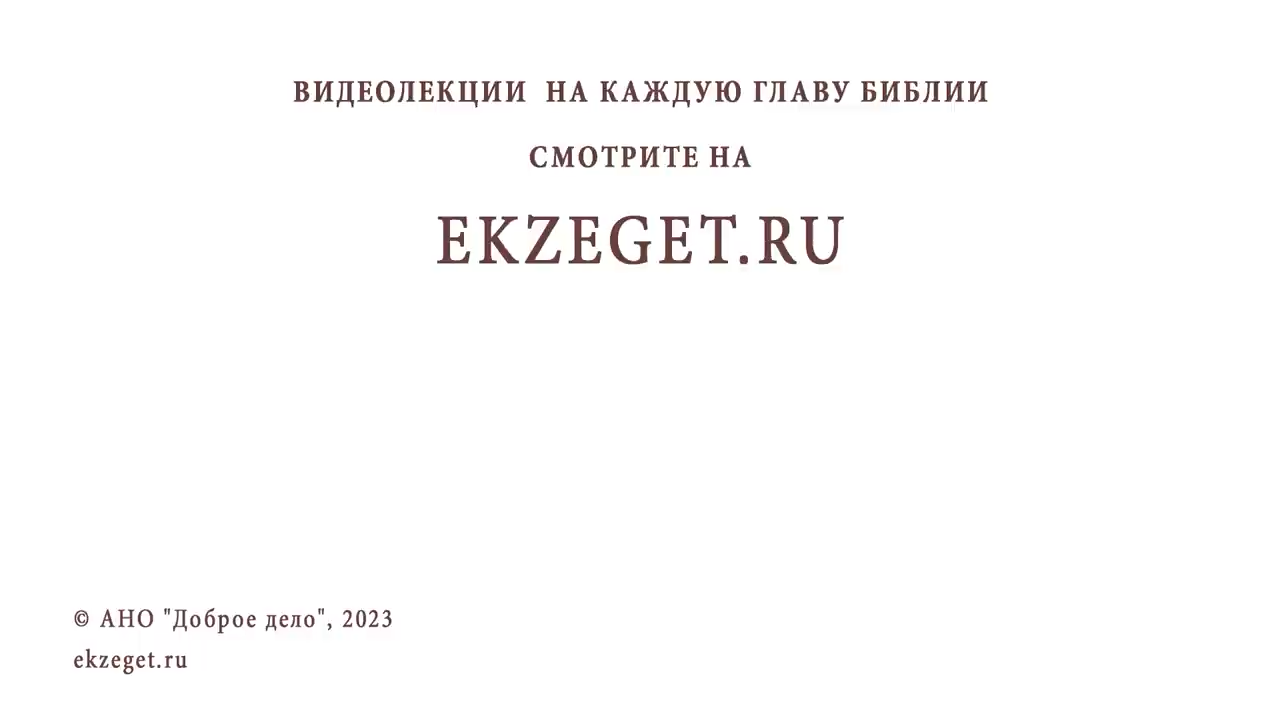 ВИДЕОЛЕКЦИИ НА КАЖДУЮ ГЛАВУ БИБЛИИ
СМОТРИТЕ НА
EKZEGET.RU
© АНО "Доброе дело", 2023
ekzeget.ru